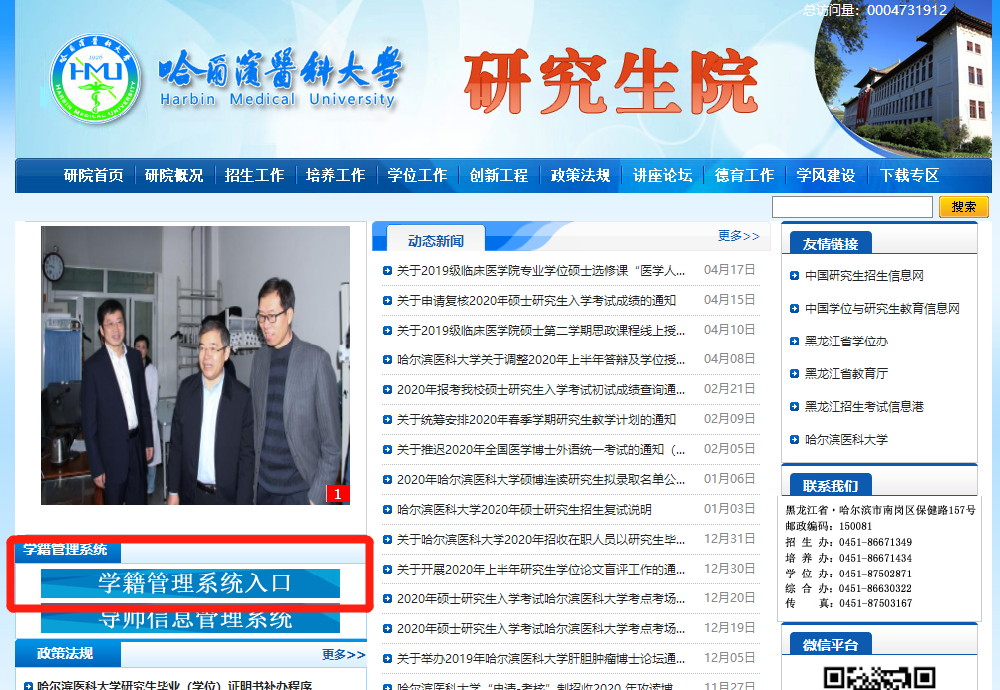 总访问量：0004731912
哈尔滨医科大学
1926
HMU
HARBIN MEDICAL UNIVERSITY
哈爾濱醫科大學
Harbin Medical University
研究生院
研院首页 研院概况 招生工作 培养工作 学位工作 创新工程 政策法规 讲座论坛 德育工作 学风建设 下载专区
搜索
1
学籍管理系统
学籍管理系统入口
导师信息管理系统
政策法规 更多>>
哈尔滨医科大学研究生毕业（学位）证明书补办程序
动态新闻 更多>>
关于2019级临床医学院专业学位硕士选修课“医学人... 04月17日
关于申请复核2020年硕士研究生入学考试成绩的通知 04月15日
关于2019级临床医学院硕士第二学期思政课程线上授... 04月10日
哈尔滨医科大学关于调整2020年上半年答辩及学位授... 04月08日
2020年报考我校硕士研究生入学考试初试成绩查询通... 02月21日
关于统筹安排2020年春季学期研究生教学计划的通知 02月09日
关于推迟2020年全国医学博士外语统一考试的通知（... 02月05日
2020年哈尔滨医科大学硕博连读研究生拟录取名单公... 01月06日
哈尔滨医科大学2020年硕士研究生招生复试说明 01月03日
关于哈尔滨医科大学2020年招收在职人员以研究生毕... 12月31日
关于开展2020年上半年研究生学位论文盲评工作的通... 12月30日
2020年硕士研究生入学考试哈尔滨医科大学考点考场... 12月20日
2020年硕士研究生入学考试哈尔滨医科大学考点考场... 12月19日
关于举办2019年哈尔滨医科大学肝胆肿瘤博士论坛通... 12月05日
哈尔滨医科大学“申请-考核”制招收2020 年攻读博... 11月27日
友情链接
中国研究生招生信息网
中国学位与研究生教育信息网
黑龙江省学位办
黑龙江省教育厅
黑龙江招生考试信息港
哈尔滨医科大学
联系我们
黑龙江省·哈尔滨市南岗区保健路157号
邮政编码：150081
招 生 办：0451-86671349
培 养 办：0451-86671434
学 位 办：0451-87502871
综 合 办：0451-86630322
传 真：0451-87503167
微信平台